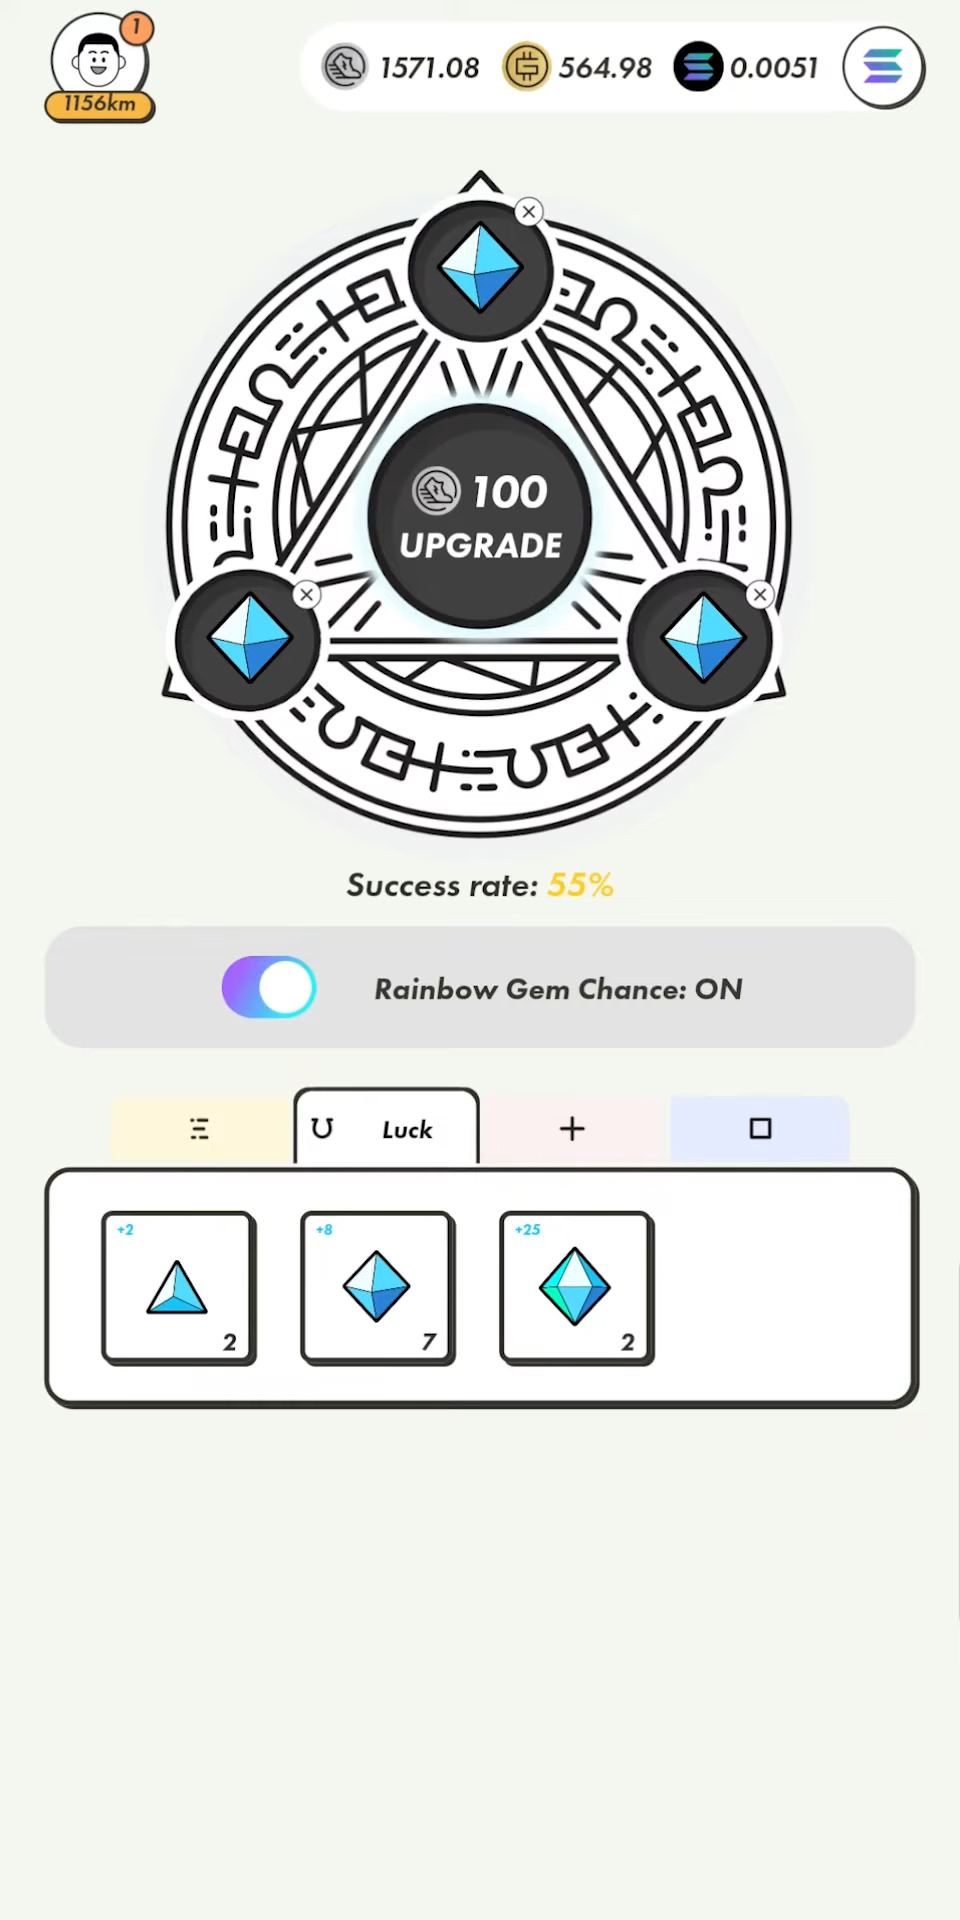 1
1156km
1571.08 564.98 0.0051
100
UPGRADE
Success rate: 55%
Rainbow Gem Chance: ON
Luck
+2 +8 +25
2 7 2